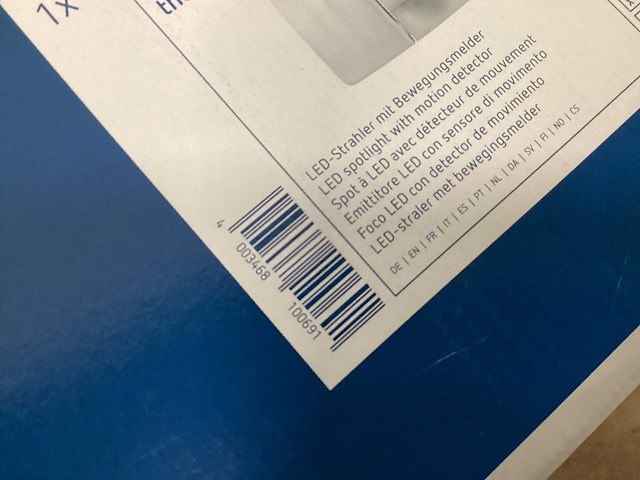 1x
LED-Strahler mit Bewegungsmelder
LED spotlight with motion detector
Spot à LED avec détecteur de mouvement
Emittitore LED con sensore di movimento
Foco LED con detector de movimiento
LED-straler met bewegingsmelder
DE | EN | FR | IT | ES | PT | NL | DA | SV | FI | NO | CS
4 003468 100691